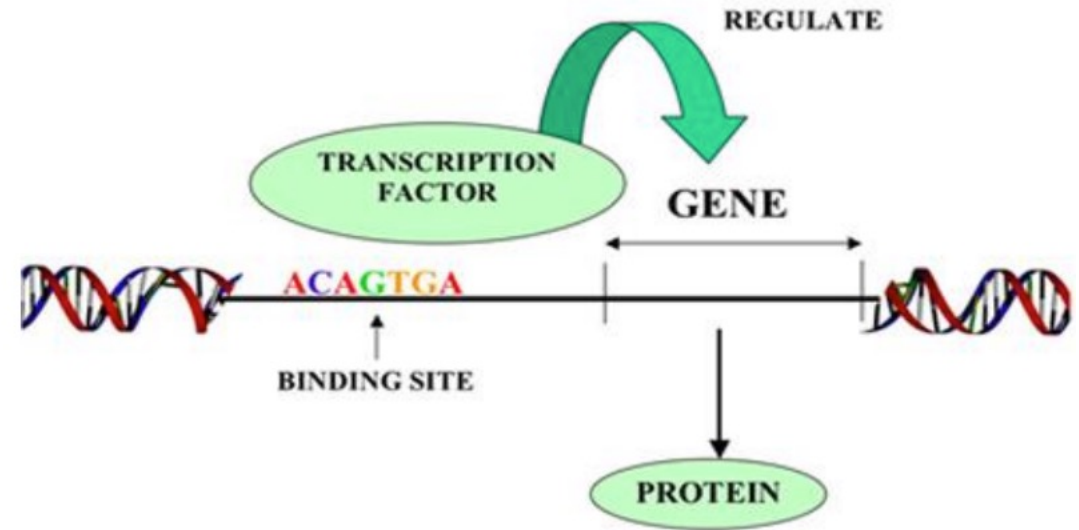 REGULATE
TRANSCRIPTION
FACTOR
GENE
ACAGTGA
BINDING SITE
PROTEIN